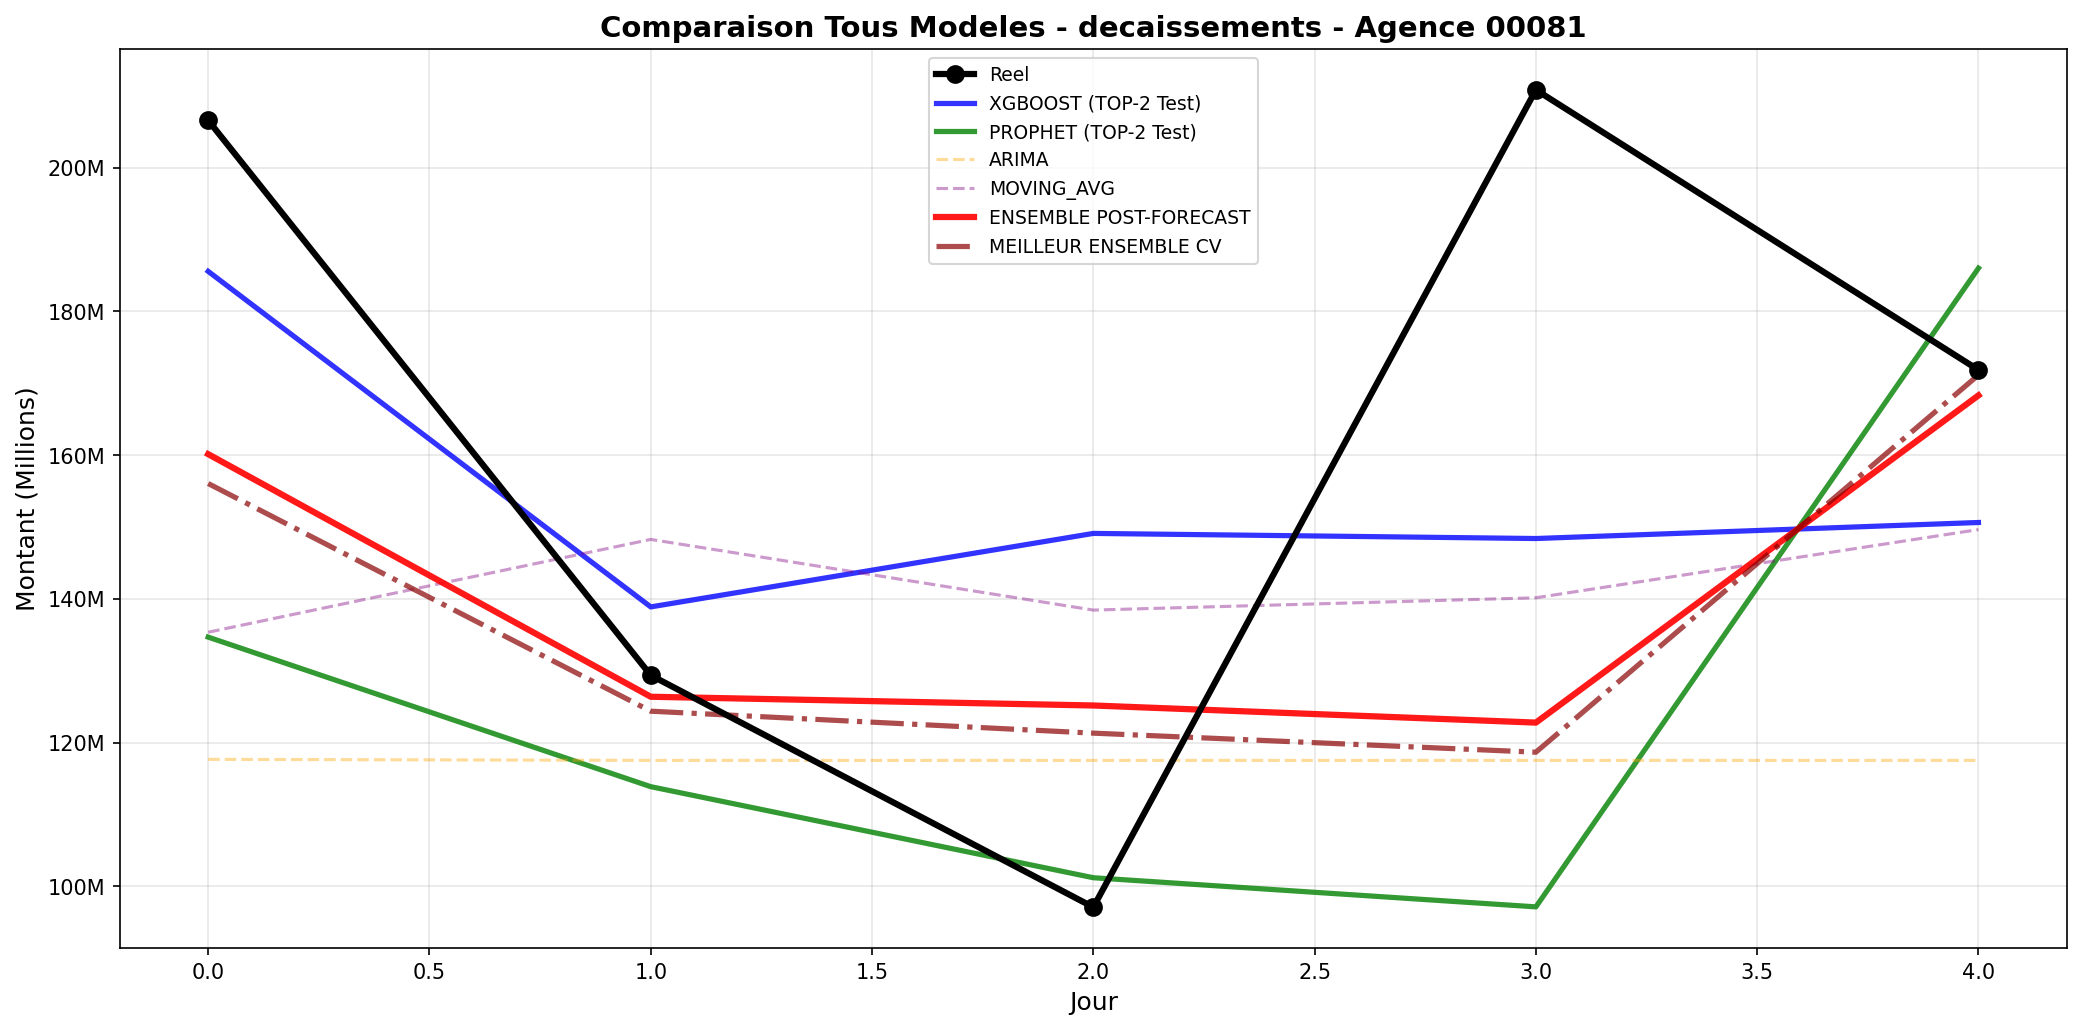 Comparaison Tous Modeles - decaissements - Agence 00081
Reel
XGBOOST (TOP-2 Test)
PROPHET (TOP-2 Test)
ARIMA
MOVING_AVG
ENSEMBLE POST-FORECAST
MEILLEUR ENSEMBLE CV
Montant (Millions)
200M
180M
160M
140M
120M
100M
0.0 0.5 1.0 1.5 2.0 2.5 3.0 3.5 4.0
Jour